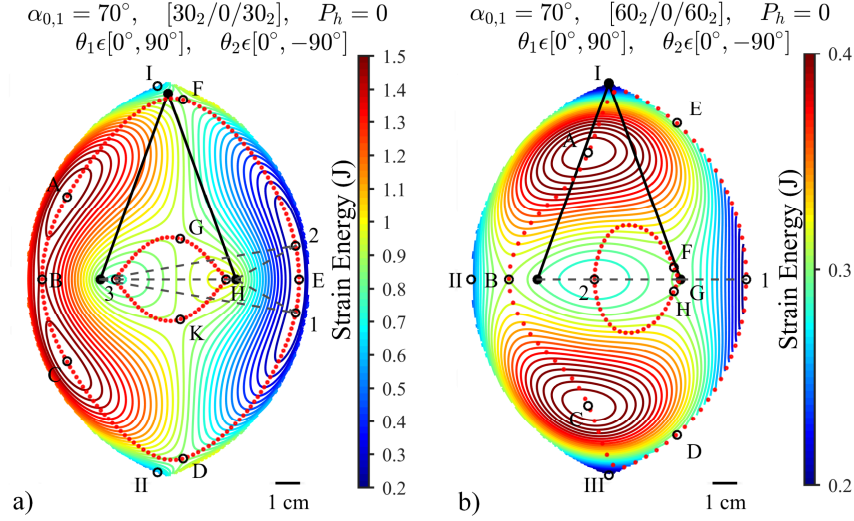 α₀,₁ = 70°, [30₂/0/30₂] Pₕ = 0
θ₁ϵ[0°, 90°], θ₂ϵ[0°, −90°]
I
F
A
G
2
B
3
H
E
1
K
C
D
II
a)
1 cm
1.5
1.4
1.3
1.2
1.1
1.0
0.9
0.8
0.7
0.6
0.5
0.4
0.3
0.2
Strain Energy (J)
α₀,₁ = 70°, [60₂/0/60₂] Pₕ = 0
θ₁ϵ[0°, 90°], θ₂ϵ[0°, −90°]
I
E
A
F
II
B
2
G
1
H
C
D
III
b)
1 cm
0.4
0.3
0.2
Strain Energy (J)